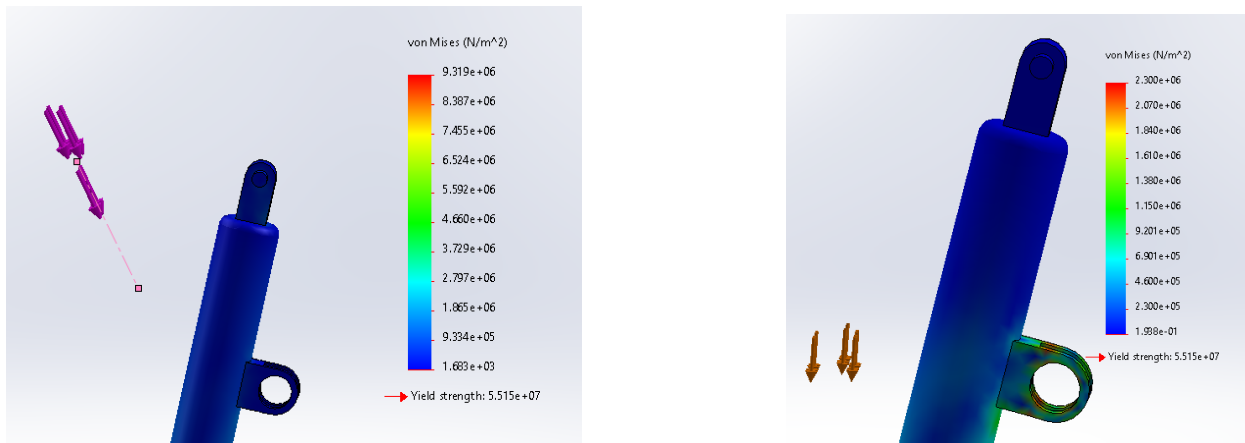 von Mises (N/m^2)
9.319e+06
8.387e+06
7.455e+06
6.524e+06
5.592e+06
4.660e+06
3.729e+06
2.797e+06
1.865e+06
9.334e+05
1.683e+03
Yield strength: 5.515e+07
von Mises (N/m^2)
2.300e+06
2.070e+06
1.840e+06
1.610e+06
1.380e+06
1.150e+06
9.201e+05
6.901e+05
4.600e+05
2.300e+05
1.938e-01
Yield strength: 5.515e+07